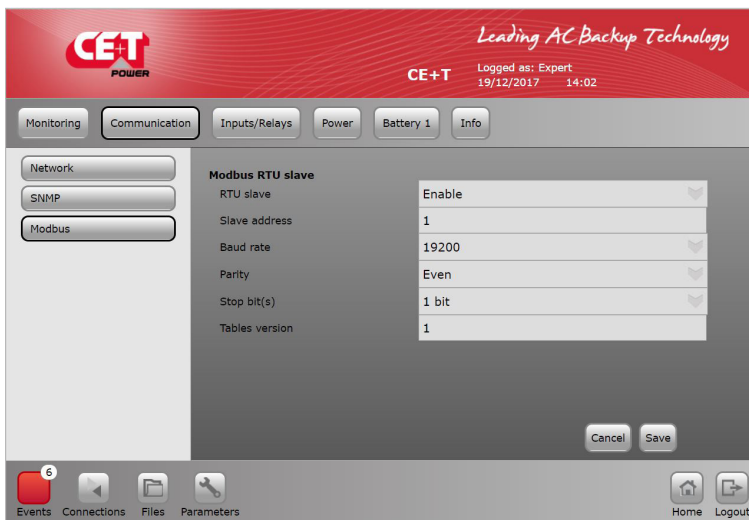 CE+T
POWER
Leading AC Backup Technology
CE+T
Logged as: Expert
19/12/2017 14:02
Monitoring Communication Inputs/Relays Power Battery 1 Info
Network
SNMP
Modbus
Modbus RTU slave
RTU slave Enable
Slave address 1
Baud rate 19200
Parity Even
Stop bit(s) 1 bit
Tables version 1
Cancel Save
6
Events Connections Files Parameters Home Logout